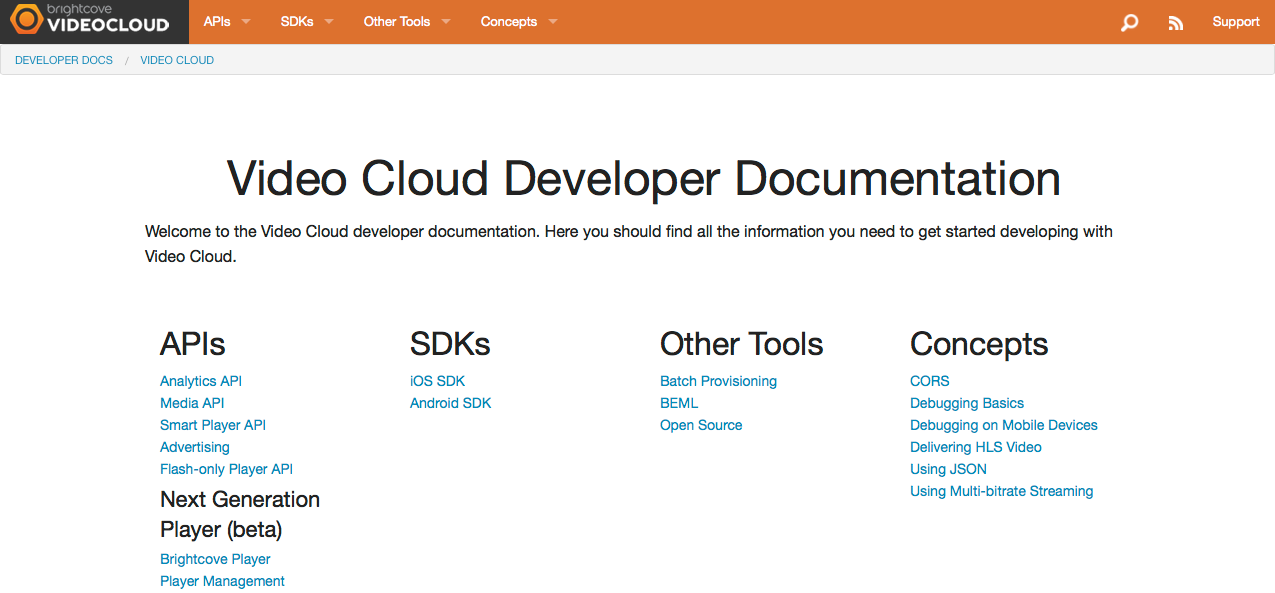 brightcove
VIDEOCLOUD
APIs
SDKs
Other Tools
Concepts
Support
DEVELOPER DOCS / VIDEO CLOUD
Video Cloud Developer Documentation
Welcome to the Video Cloud developer documentation. Here you should find all the information you need to get started developing with
Video Cloud.
APIs
Analytics API
Media API
Smart Player API
Advertising
Flash-only Player API
Next Generation
Player (beta)
Brightcove Player
Player Management
SDKs
iOS SDK
Android SDK
Other Tools
Batch Provisioning
BEML
Open Source
Concepts
CORS
Debugging Basics
Debugging on Mobile Devices
Delivering HLS Video
Using JSON
Using Multi-bitrate Streaming